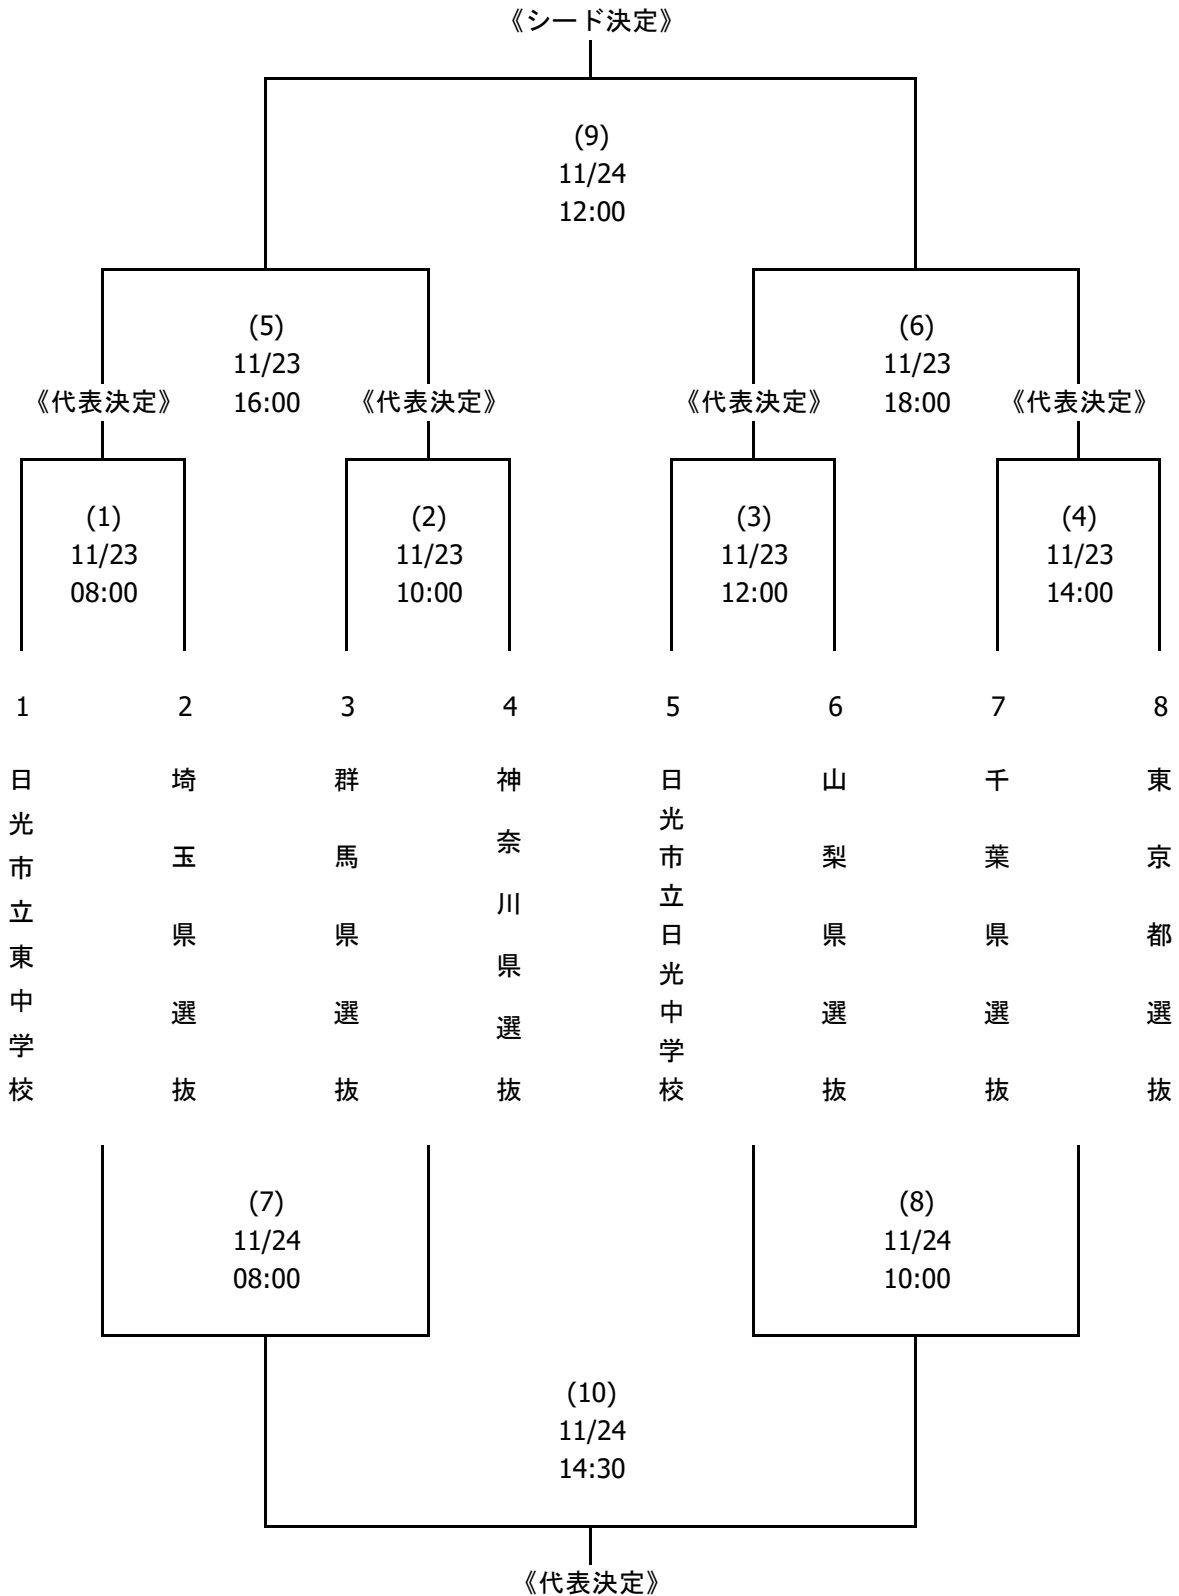 《シード決定》
(9)
11/24
12:00
(5)
11/23
16:00
(6)
11/23
18:00
《代表決定》
《代表決定》
《代表決定》
《代表決定》
(1)
11/23
08:00
(2)
11/23
10:00
(3)
11/23
12:00
(4)
11/23
14:00
1
日光市立東中学校
2
埼玉県選抜
3
群馬県選抜
4
神奈川県選抜
5
日光市立日光中学校
6
山梨県選抜
7
千葉県選抜
8
東京都選抜
(7)
11/24
08:00
(8)
11/24
10:00
(10)
11/24
14:30
《代表決定》